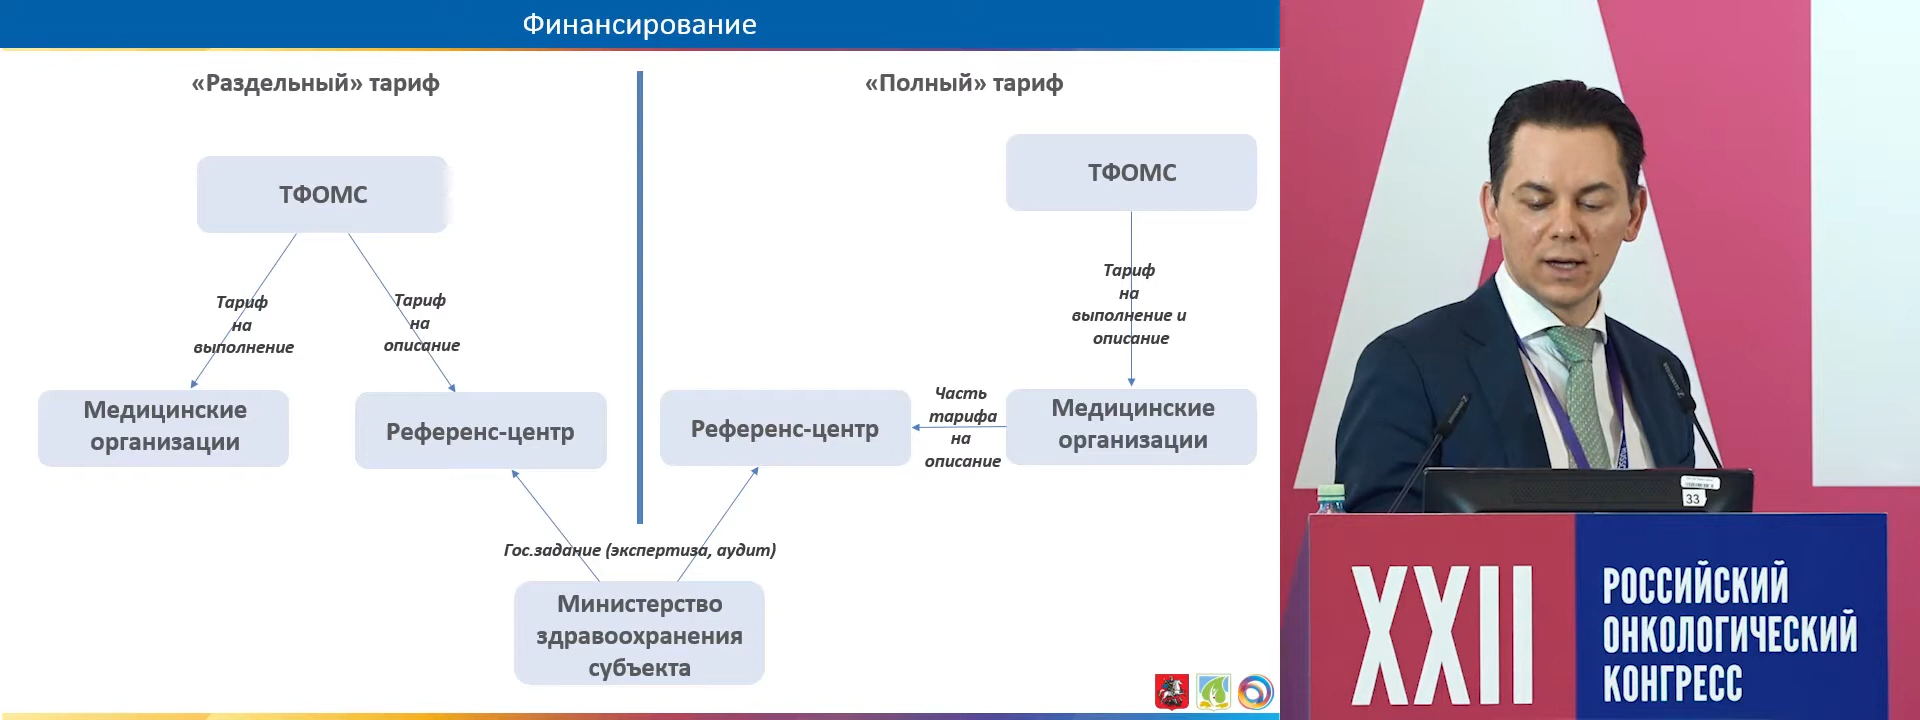 Финансирование
«Раздельный» тариф
ТФОМС
Тариф
на
выполнение
Тариф
на
описание
Медицинские
организации
Референс-центр
«Полный» тариф
ТФОМС
Тариф
на
выполнение и
описание
Референс-центр
Часть
тарифа
на
описание
Медицинские
организации
Гос.задание (экспертиза, аудит)
Министерство
здравоохранения
субъекта
33
XXII
РОССИЙСКИЙ
ОНКОЛОГИЧЕСКИЙ
КОНГРЕСС